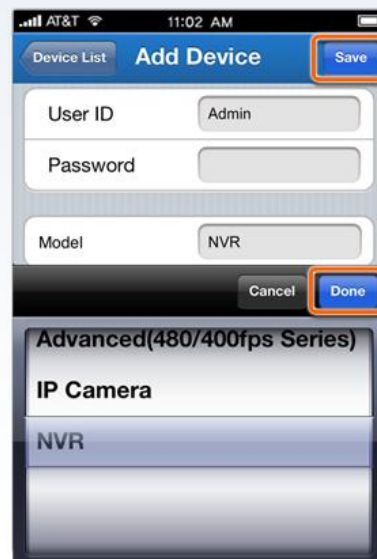 AT&T 11:02 AM
Device List Add Device Save
User ID Admin
Password
Model NVR
Cancel Done
Advanced(480/400fps Series)
IP Camera
NVR